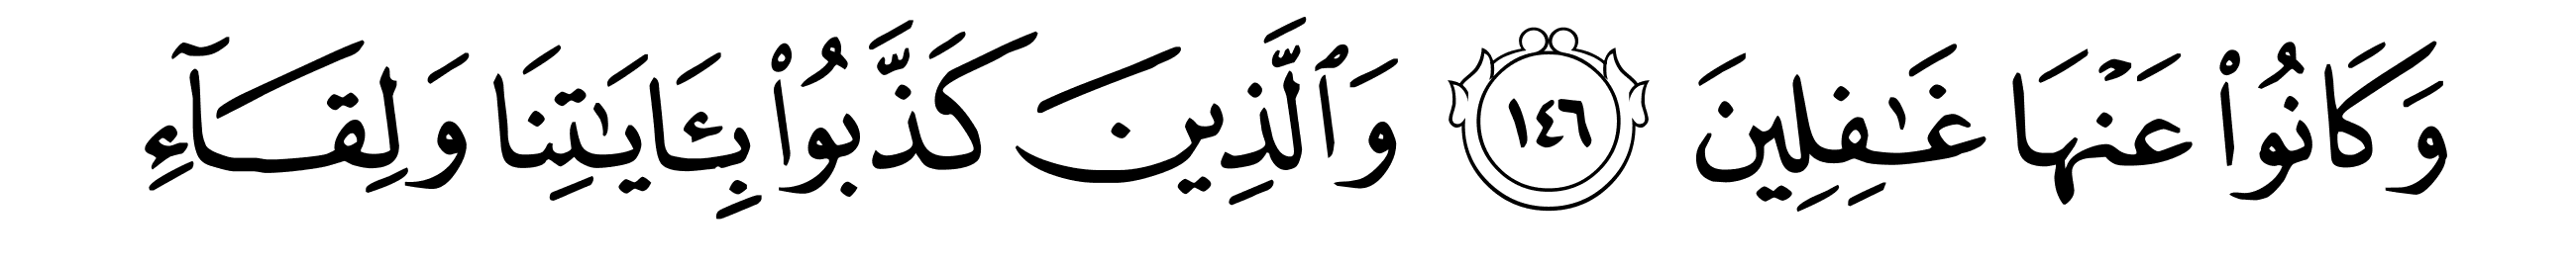 وَكَانُوا۟ عَنْهَا غَـٰفِلِينَ ١٤٦ وَٱلَّذِينَ كَذَّبُوا۟ بِـَٔايَـٰتِنَا وَلِقَآءِ